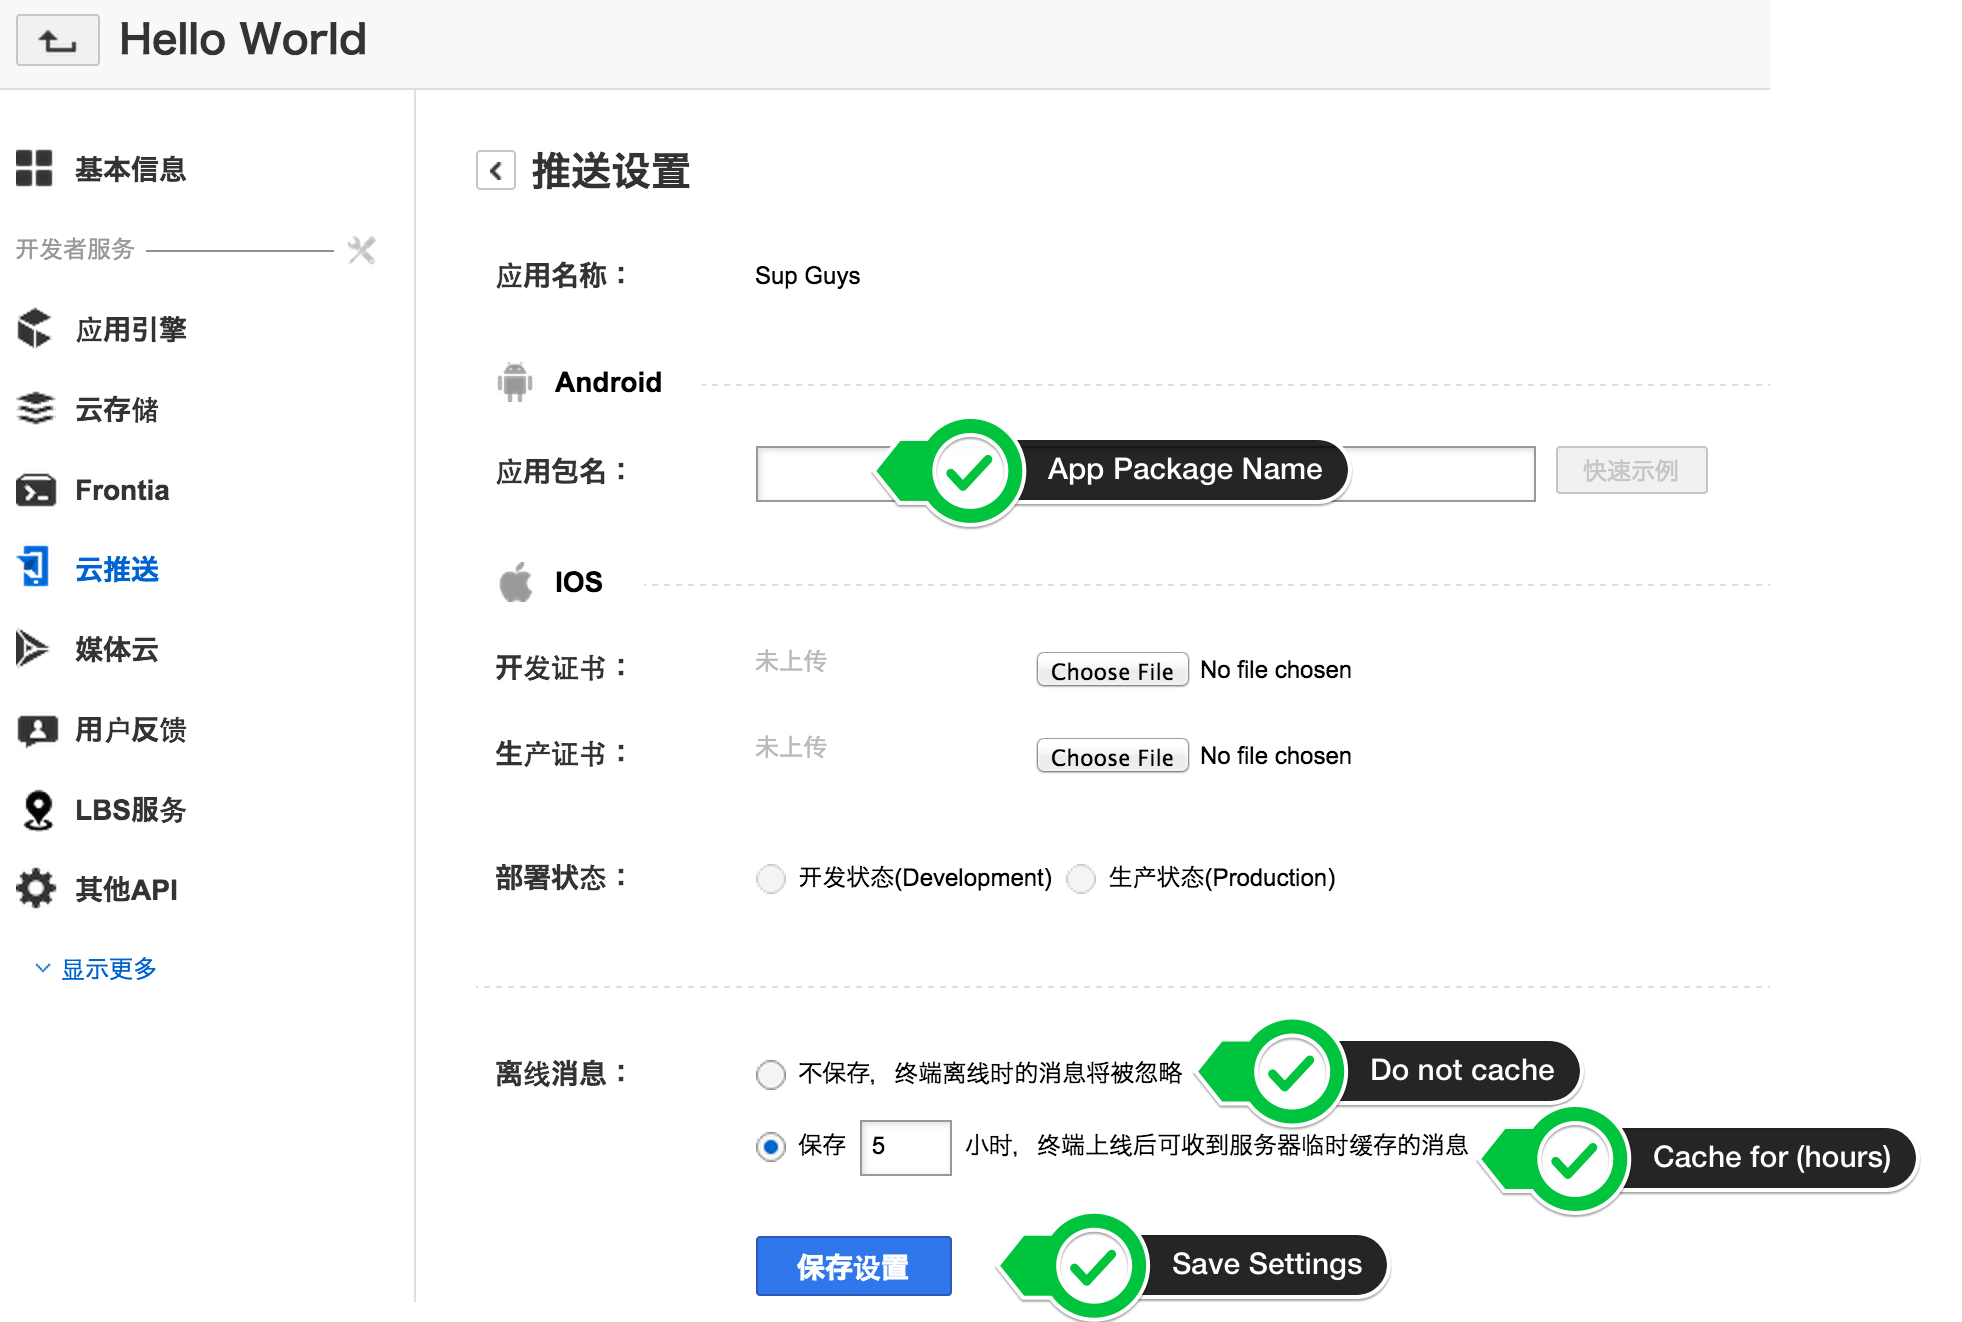 Hello World
基本信息
开发者服务
应用引擎
云存储
Frontia
云推送
媒体云
用户反馈
LBS服务
其他API
显示更多
推送设置
应用名称： Sup Guys
Android
应用包名： App Package Name 快速示例
IOS
开发证书： 未上传 Choose File No file chosen
生产证书： 未上传 Choose File No file chosen
部署状态： 开发状态(Development) 生产状态(Production)
离线消息： 不保存，终端离线时的消息将被忽略 Do not cache
保存 5 小时，终端上线后可收到服务器临时缓存的消息 Cache for (hours)
保存设置 Save Settings